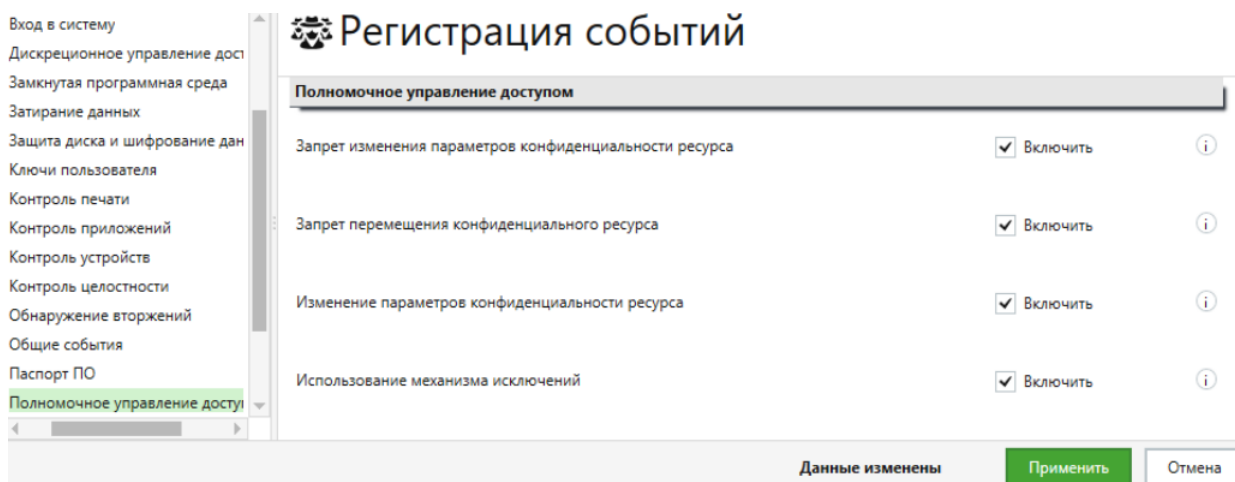 Вход в систему
Дискреционное управление дост
Замкнутая программная среда
Затирание данных
Защита диска и шифрование дан
Ключи пользователя
Контроль печати
Контроль приложений
Контроль устройств
Контроль целостности
Обнаружение вторжений
Общие события
Паспорт ПО
Полномочное управление досту
Регистрация событий
Полномочное управление доступом
Запрет изменения параметров конфиденциальности ресурса Включить i
Запрет перемещения конфиденциального ресурса Включить i
Изменение параметров конфиденциальности ресурса Включить i
Использование механизма исключений Включить i
Данные изменены Применить Отмена